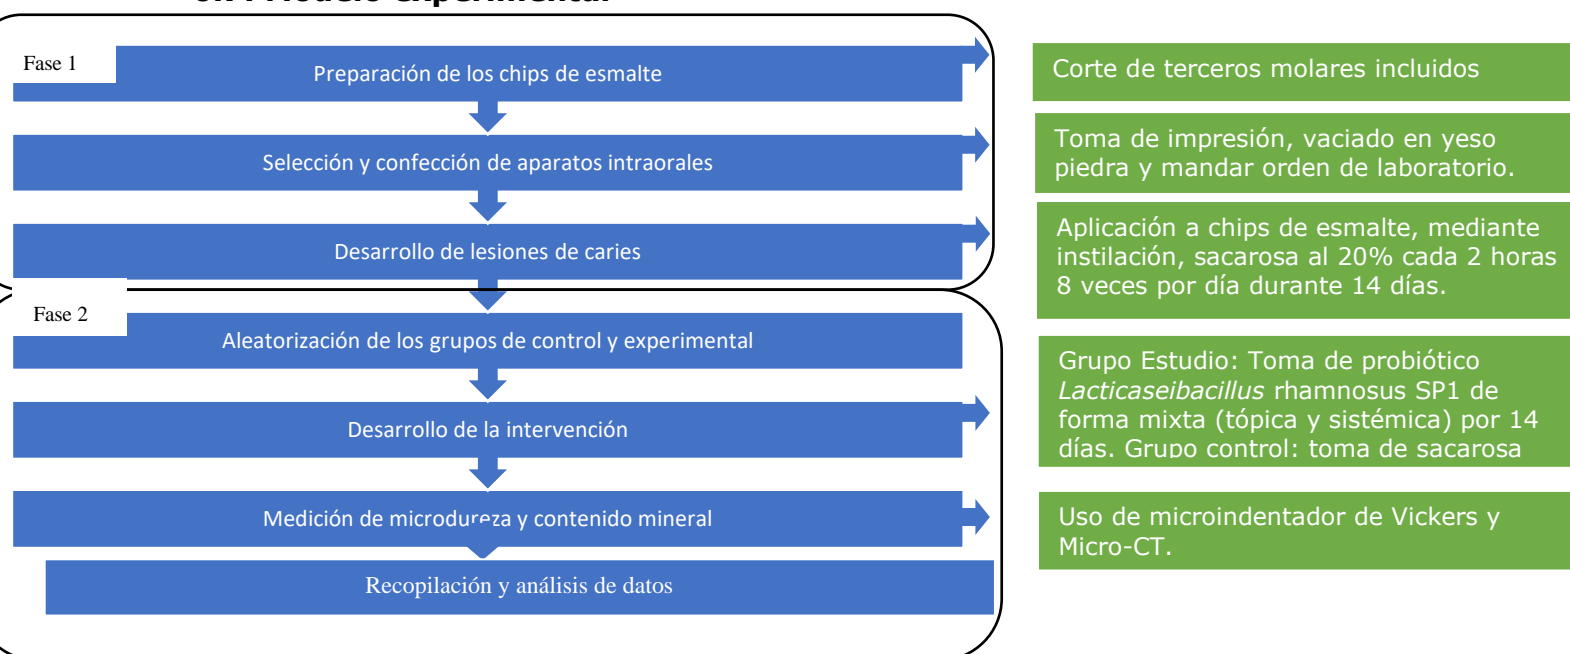 Modelo experimental
Fase 1
Preparación de los chips de esmalte
Corte de terceros molares incluidos
Selección y confección de aparatos intraorales
Toma de impresión, vaciado en yeso
piedra y mandar orden de laboratorio.
Desarrollo de lesiones de caries
Aplicación a chips de esmalte, mediante
instilación, sacarosa al 20% cada 2 horas
8 veces por día durante 14 días.
Fase 2
Aleatorización de los grupos de control y experimental
Desarrollo de la intervención
Grupo Estudio: Toma de probiótico
Lacticaseibacillus rhamnosus SP1 de
forma mixta (tópica y sistémica) por 14
días. Grupo control: toma de sacarosa
Medición de microdureza y contenido mineral
Uso de microindentador de Vickers y
Micro-CT.
Recopilación y análisis de datos